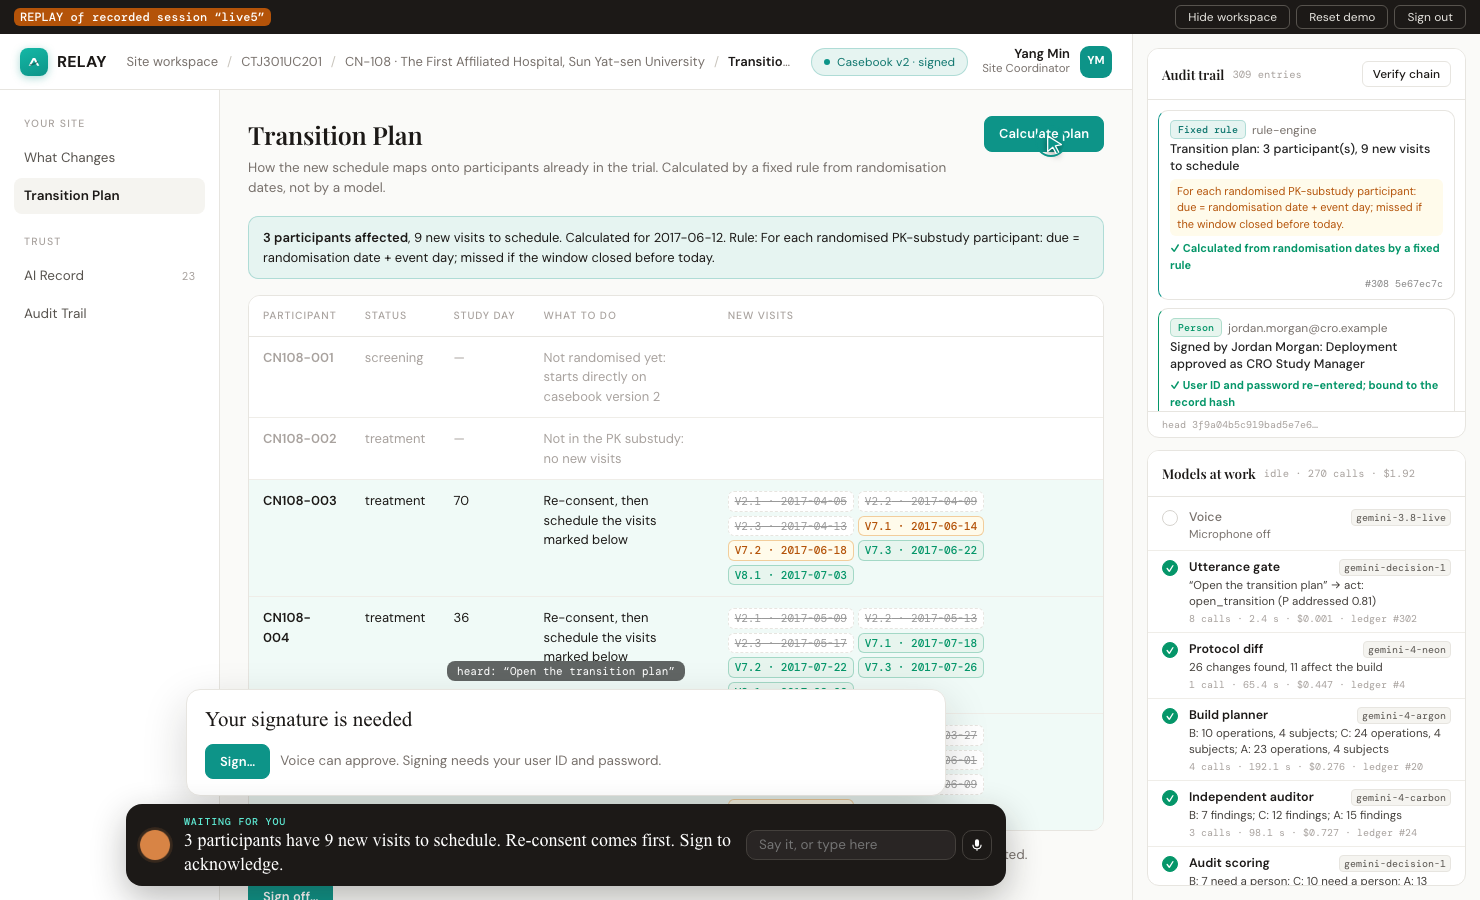 REPLAY of recorded session “live5”
Hide workspace
Reset demo
Sign out
RELAY
Site workspace / CTJ301UC201 / CN-108 · The First Affiliated Hospital, Sun Yat-sen University / Transitio…
Casebook v2 · signed
Yang Min
Site Coordinator
YM
YOUR SITE
What Changes
Transition Plan
TRUST
AI Record 23
Audit Trail
Transition Plan
Calculate plan
How the new schedule maps onto participants already in the trial. Calculated by a fixed rule from randomisation
dates, not by a model.
3 participants affected, 9 new visits to schedule. Calculated for 2017-06-12. Rule: For each randomised PK-substudy participant: due =
randomisation date + event day; missed if the window closed before today.
PARTICIPANT STATUS STUDY DAY WHAT TO DO NEW VISITS
CN108-001 screening — Not randomised yet:
starts directly on
casebook version 2
CN108-002 treatment — Not in the PK substudy:
no new visits
CN108-003 treatment 70 Re-consent, then
schedule the visits
marked below
V2.1 · 2017-04-05 V2.2 · 2017-04-09
V2.3 · 2017-04-13 V7.1 · 2017-06-14
V7.2 · 2017-06-18 V7.3 · 2017-06-22
V8.1 · 2017-07-03
CN108-
004
treatment 36 Re-consent, then
schedule the visits
marked below
V2.1 · 2017-05-09 V2.2 · 2017-05-13
V2.3 · 2017-05-17 V7.1 · 2017-07-18
V7.2 · 2017-07-22 V7.3 · 2017-07-26
03-27
06-01
06-09
heard: “Open the transition plan”
Your signature is needed
Sign…
Voice can approve. Signing needs your user ID and password.
WAITING FOR YOU
3 participants have 9 new visits to schedule. Re-consent comes first. Sign to
acknowledge.
Say it, or type here
Sign off…
Audit trail 309 entries
Verify chain
Fixed rule rule-engine
Transition plan: 3 participant(s), 9 new visits
to schedule
For each randomised PK-substudy participant:
due = randomisation date + event day; missed if
the window closed before today.
✓ Calculated from randomisation dates by a fixed
rule
#308 5e67ec7c
Person jordan.morgan@cro.example
Signed by Jordan Morgan: Deployment
approved as CRO Study Manager
✓ User ID and password re-entered; bound to the
record hash
head 3f9a04b5c919bad5e7e6…
Models at work idle · 270 calls · $1.92
Voice gemini-3.8-live
Microphone off
Utterance gate gemini-decision-1
“Open the transition plan” → act:
open_transition (P addressed 0.81)
8 calls · 2.4 s · $0.001 · ledger #302
Protocol diff gemini-4-neon
26 changes found, 11 affect the build
1 call · 65.4 s · $0.447 · ledger #4
Build planner gemini-4-argon
B: 10 operations, 4 subjects; C: 24 operations, 4
subjects; A: 23 operations, 4 subjects
4 calls · 192.1 s · $0.276 · ledger #20
Independent auditor gemini-4-carbon
B: 7 findings; C: 12 findings; A: 15 findings
3 calls · 98.1 s · $0.727 · ledger #24
Audit scoring gemini-decision-1
B: 7 need a person; C: 10 need a person; A: 13